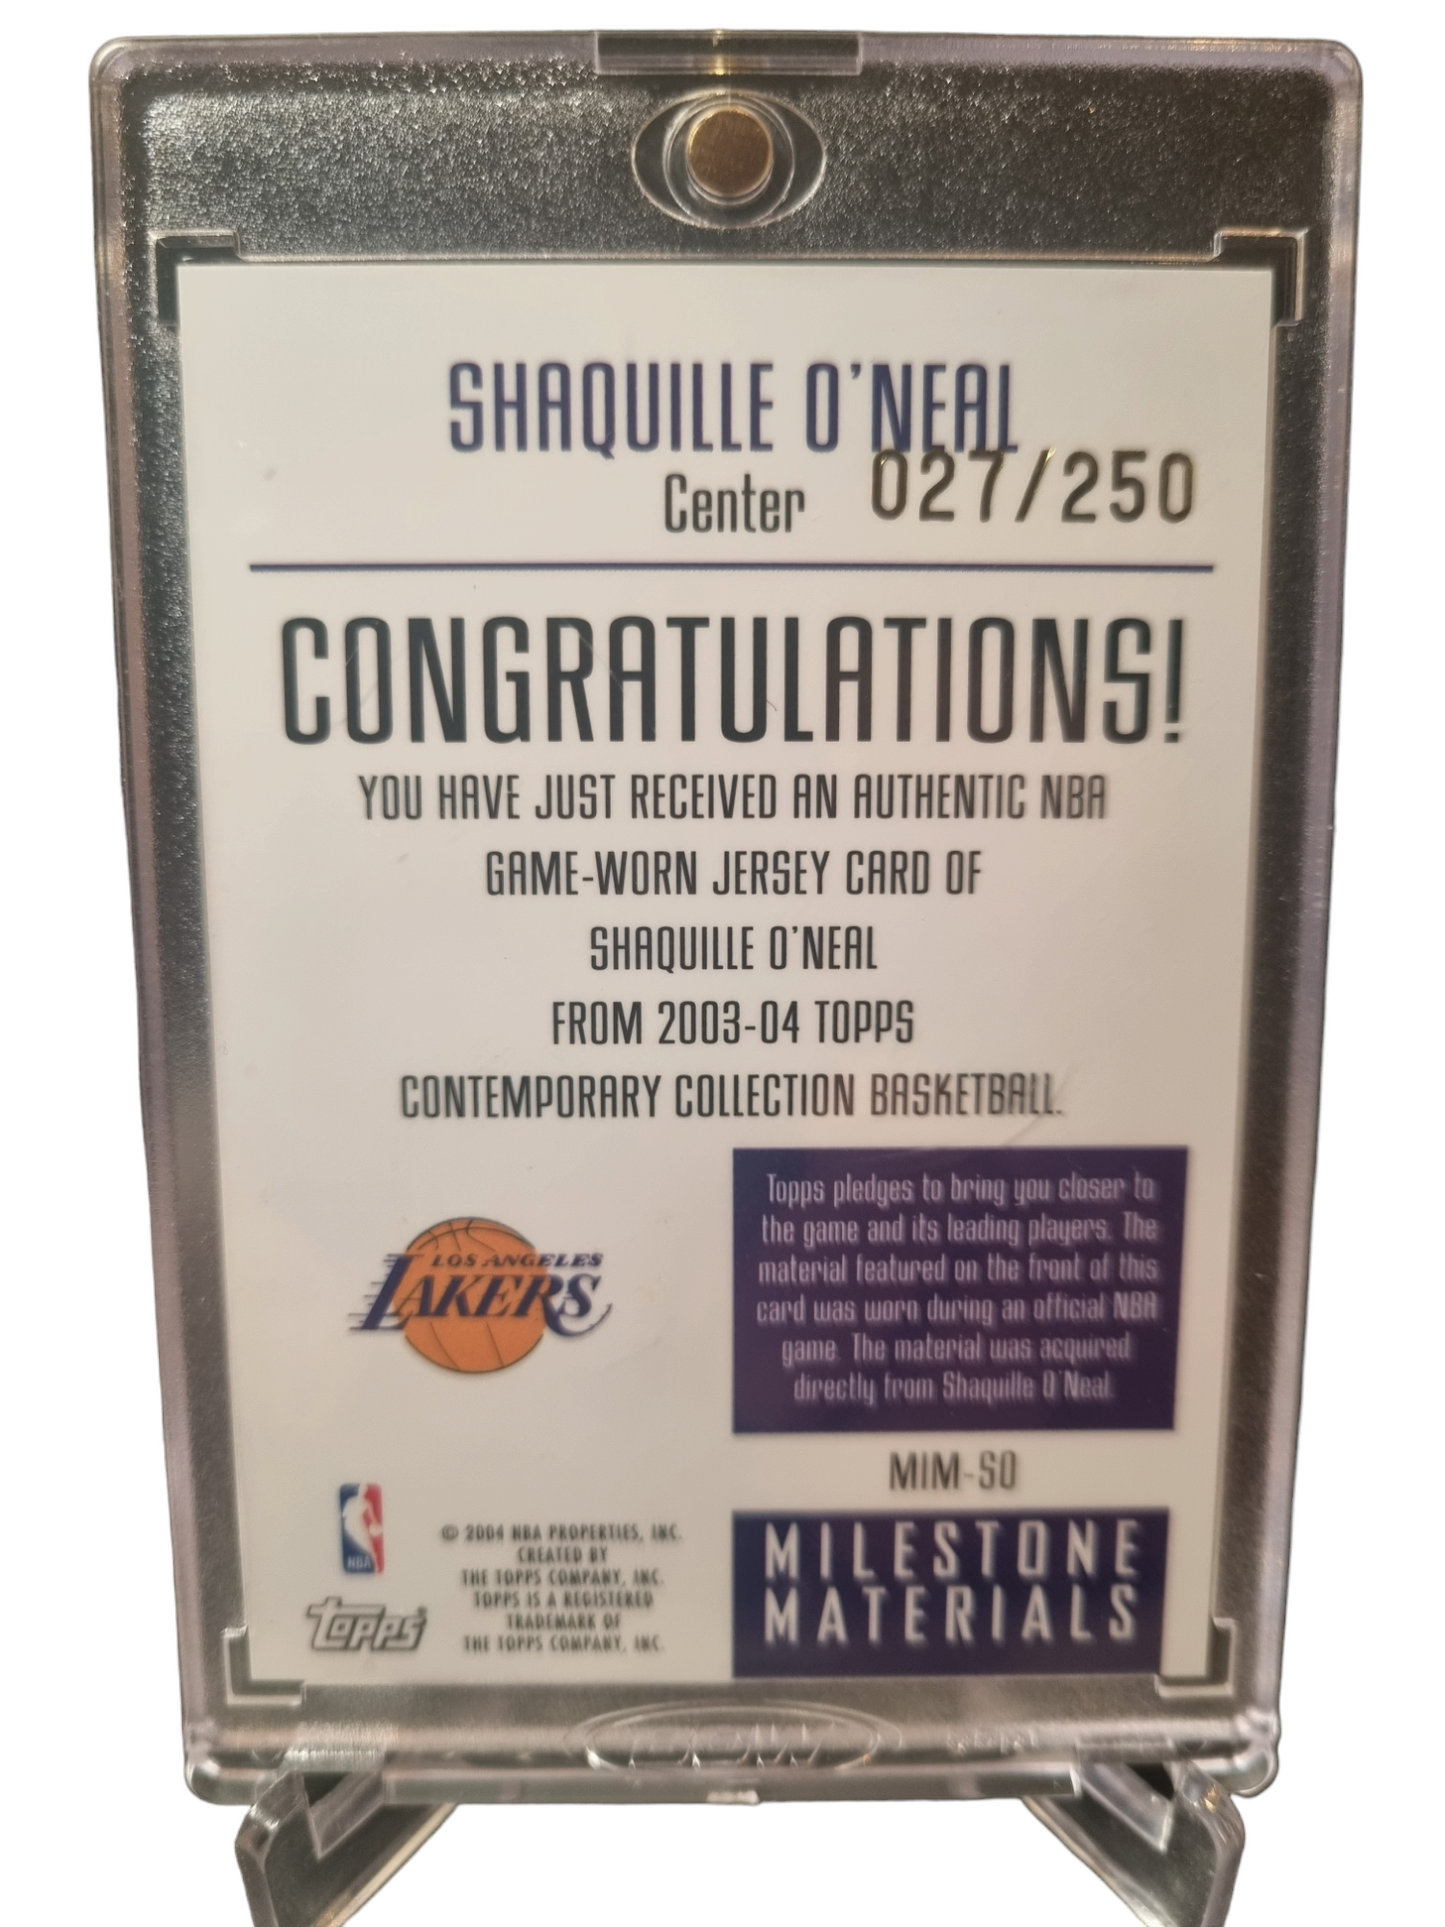 SHAQUILLE O'NEAL
Center 027/250
CONGRATULATIONS!
YOU HAVE JUST RECEIVED AN AUTHENTIC NBA
GAME-WORN JERSEY CARD OF
SHAQUILLE O'NEAL
FROM 2003-04 TOPPS
CONTEMPORARY COLLECTION BASKETBALL.
Topps pledges to bring you closer to
the game and its leading players. The
material featured on the front of this
card was worn during an official NBA
game. The material was acquired
directly from Shaquille O'Neal.
LOS ANGELES
LAKERS
MIM-SO
MILESTONE
MATERIALS
NBA
topps
© 2004 NBA PROPERTIES, INC.
CREATED BY
THE TOPPS COMPANY, INC.
TOPPS IS A REGISTERED
TRADEMARK OF
THE TOPPS COMPANY, INC.